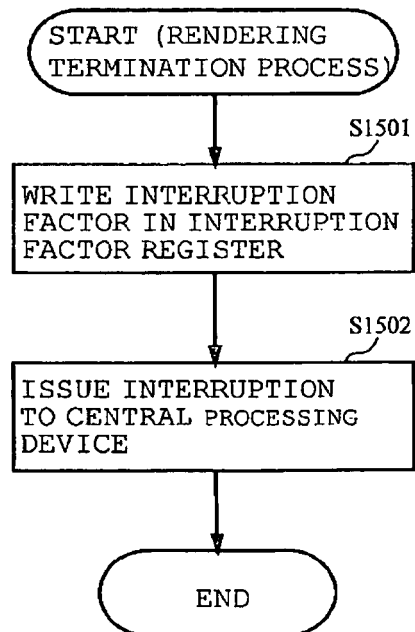 START (RENDERING
TERMINATION PROCESS)
S1501
WRITE INTERRUPTION
FACTOR IN INTERRUPTION
FACTOR REGISTER
S1502
ISSUE INTERRUPTION
TO CENTRAL PROCESSING
DEVICE
END